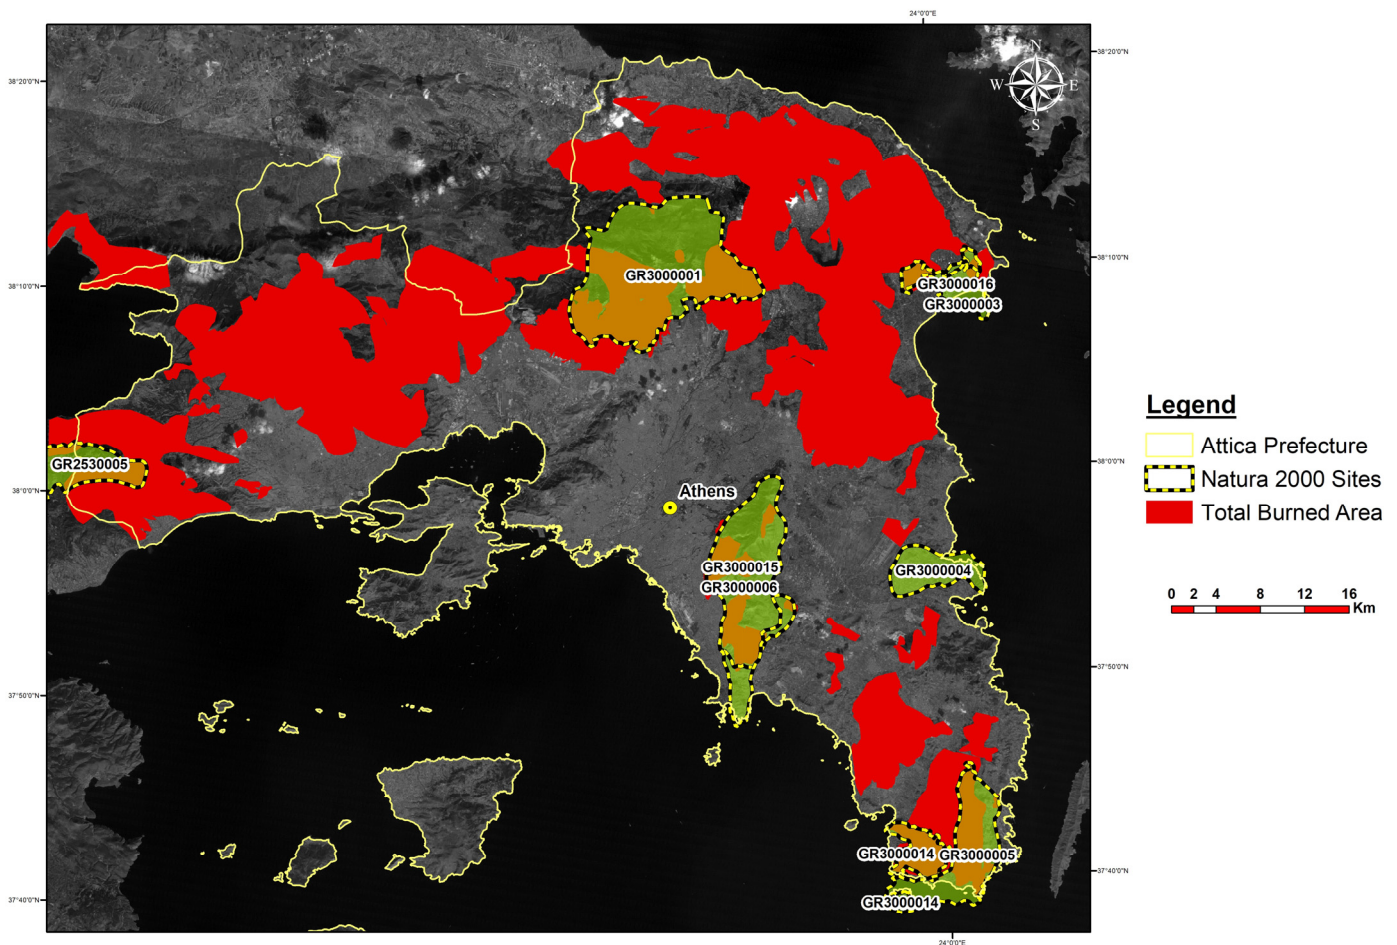 24°0'0"E
38°20'0"N
38°20'0"N
N
W E
S
38°10'0"N
38°10'0"N
GR3000001
GR3000016
GR3000003
Legend
Attica Prefecture
Natura 2000 Sites
Total Burned Area
GR2530005
38°0'0"N
38°0'0"N
Athens
GR3000015
GR3000006
GR3000004
0 2 4 8 12 16
Km
37°50'0"N
37°50'0"N
GR3000014
GR3000005
37°40'0"N
37°40'0"N
GR3000014
24°0'0"E